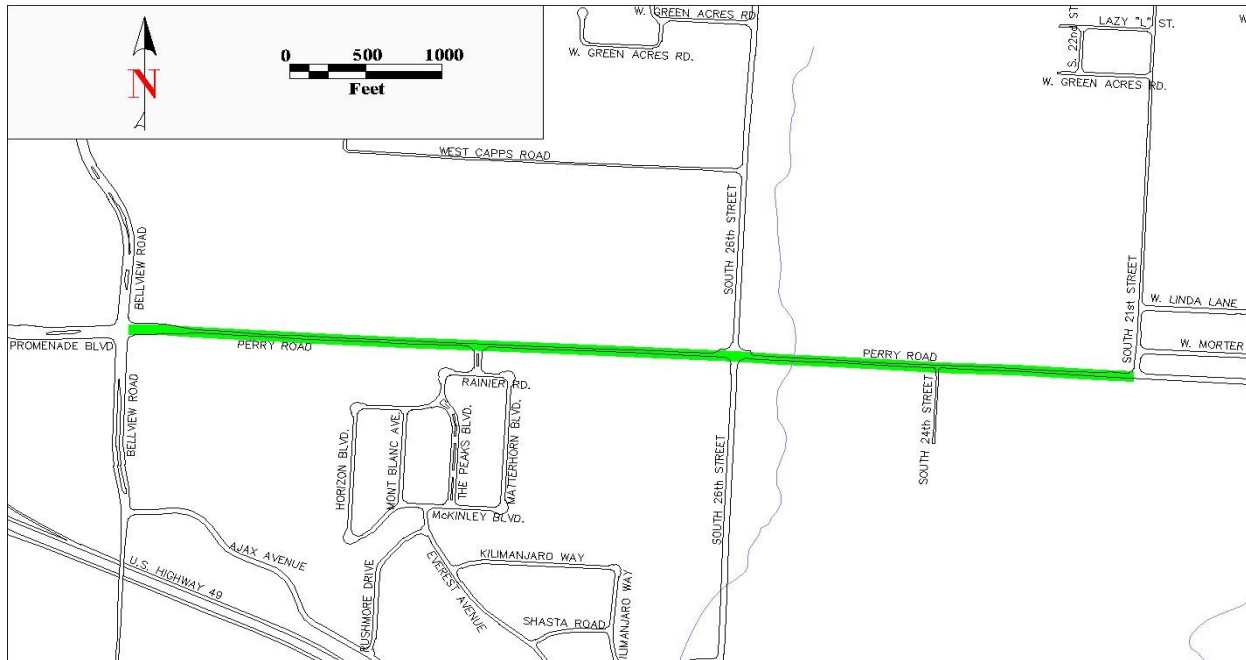 W. GREEN ACRES RD
W. GREEN ACRES RD.
S. 22nd ST
LAZY "L" ST.
W. GREEN ACRES RD.
W
0 500 1000
Feet
N
WEST CAPPS ROAD
SOUTH 26th STREET
BELLVIEW ROAD
SOUTH 21st STREET
W. LINDA LANE
W. MORTER
PROMENADE BLVD
PERRY ROAD
PERRY ROAD
RAINIER RD.
BELLVIEW ROAD
HORIZON BLVD.
MONT BLANC AVE.
THE PEAKS BLVD.
MATTERHORN BLVD.
SOUTH 24th STREET
SOUTH 26th STREET
McKINLEY BLVD.
AJAX AVENUE
U.S. HIGHWAY 49
RUSHMORE DRIVE
EVEREST AVENUE
KILIMANJARO WAY
KILIMANJARO WAY
SHASTA ROAD